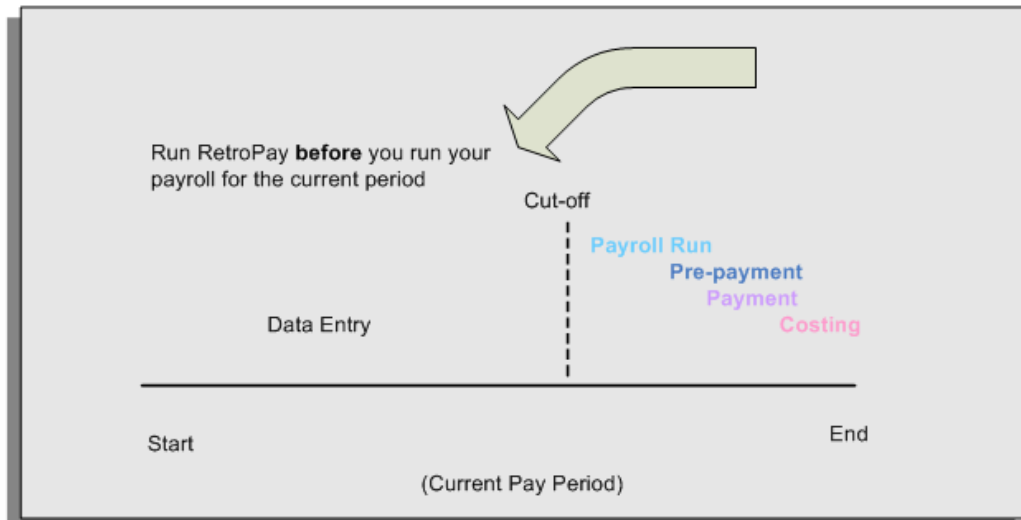 Run RetroPay before you run your
payroll for the current period
Cut-off
Payroll Run
Pre-payment
Payment
Data Entry
Costing
Start
End
(Current Pay Period)